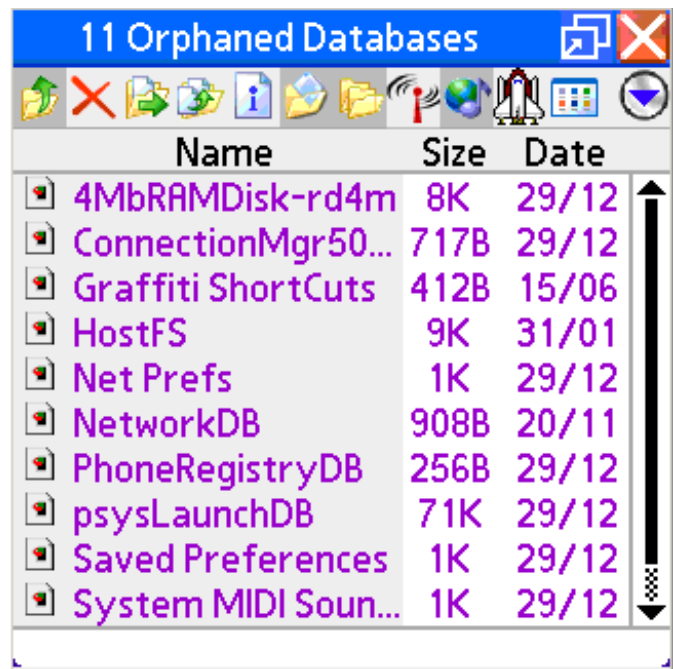 11 Orphaned Databases
Name Size Date
4MbRAMDisk-rd4m 8K 29/12
ConnectionMgr50... 717B 29/12
Graffiti ShortCuts 412B 15/06
HostFS 9K 31/01
Net Prefs 1K 29/12
NetworkDB 908B 20/11
PhoneRegistryDB 256B 29/12
psysLaunchDB 71K 29/12
Saved Preferences 1K 29/12
System MIDI Soun... 1K 29/12